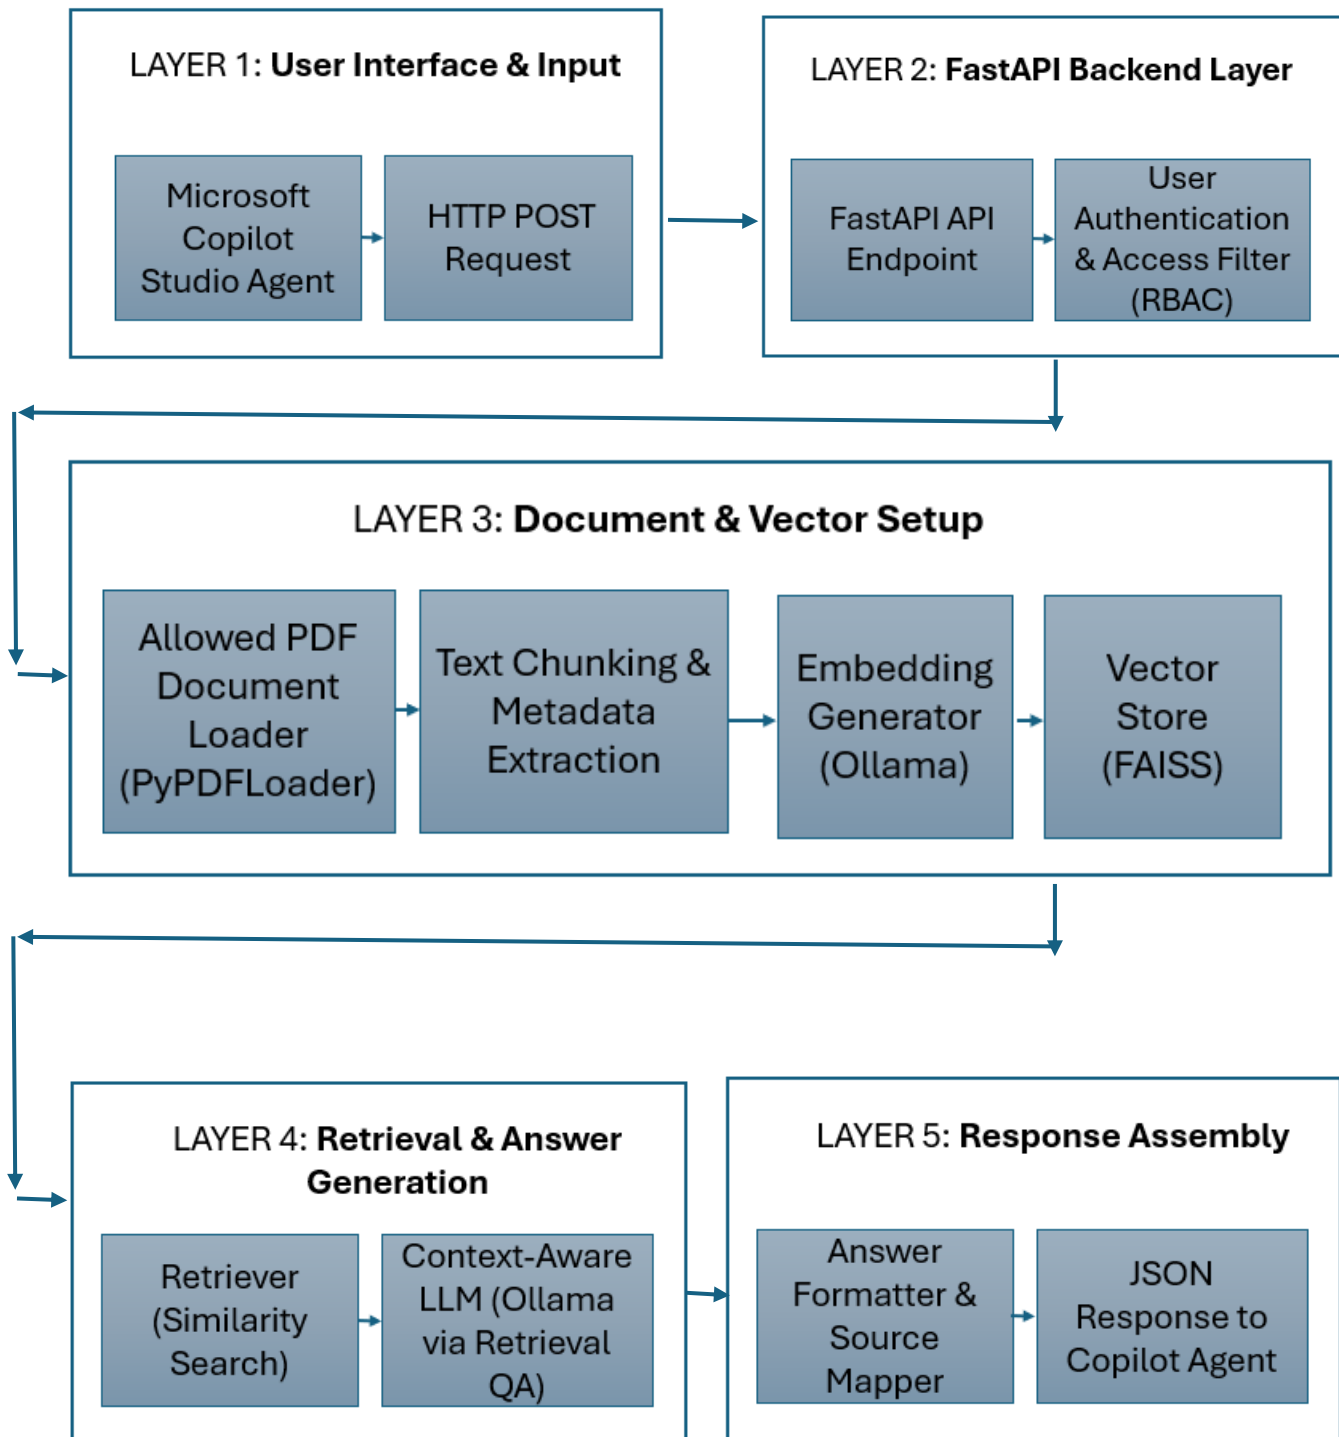 LAYER 1: User Interface & Input
Microsoft
Copilot
Studio Agent
HTTP POST
Request
LAYER 2: FastAPI Backend Layer
FastAPI API
Endpoint
User
Authentication
& Access Filter
(RBAC)
LAYER 3: Document & Vector Setup
Allowed PDF
Document
Loader
(PyPDFLoader)
Text Chunking &
Metadata
Extraction
Embedding
Generator
(Ollama)
Vector
Store
(FAISS)
LAYER 4: Retrieval & Answer
Generation
Retriever
(Similarity
Search)
Context-Aware
LLM (Ollama
via Retrieval
QA)
LAYER 5: Response Assembly
Answer
Formatter &
Source
Mapper
JSON
Response to
Copilot Agent